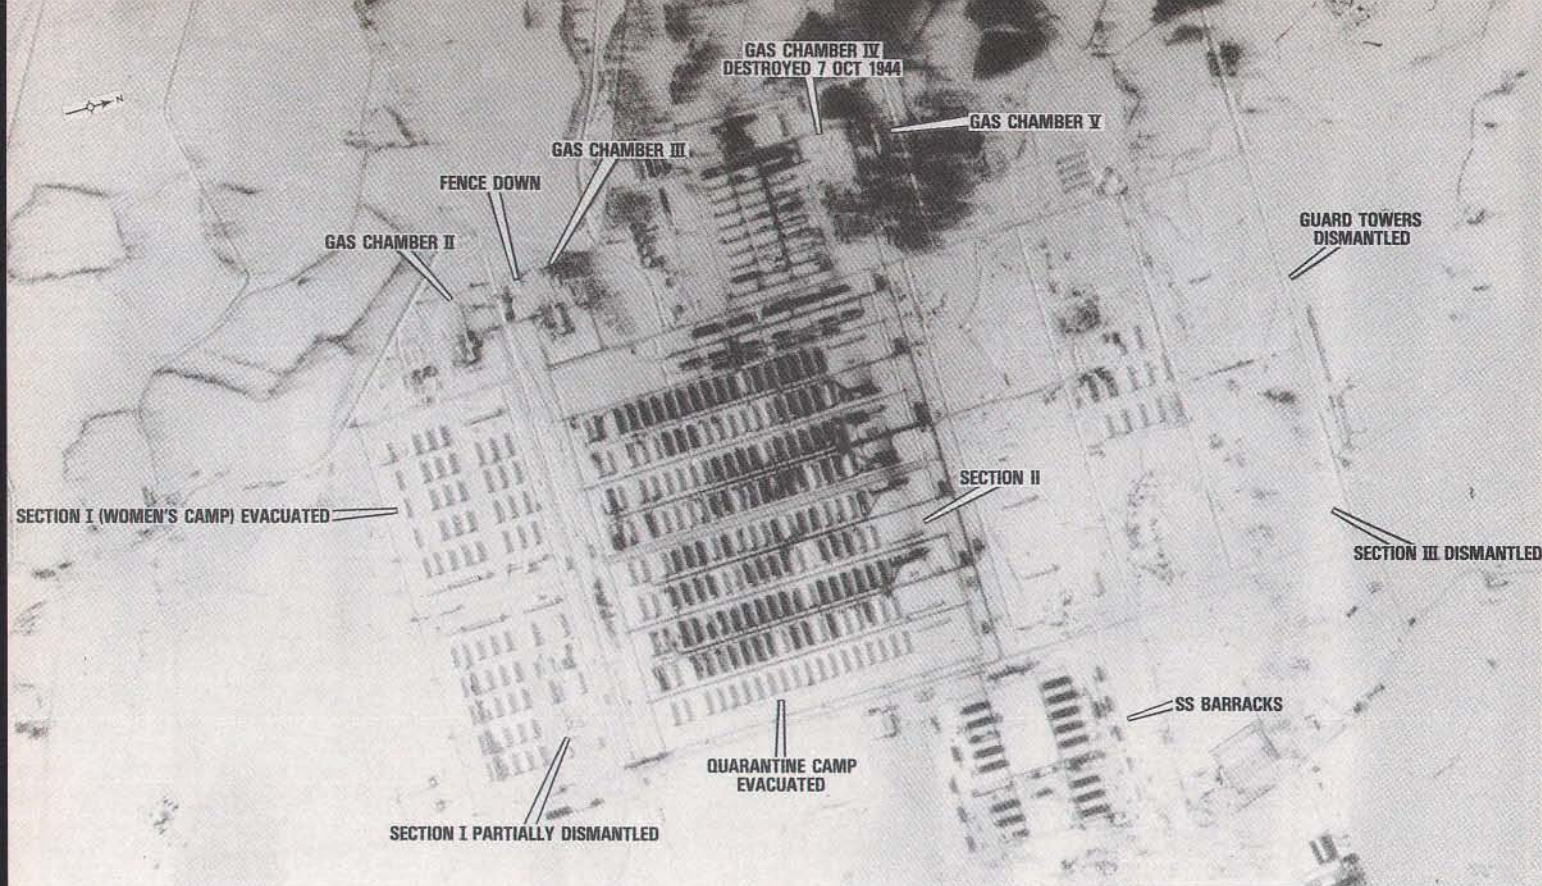 GAS CHAMBER IV
DESTROYED 7 OCT 1944
N
GAS CHAMBER V
GAS CHAMBER III
FENCE DOWN
GUARD TOWERS
DISMANTLED
GAS CHAMBER II
SECTION II
SECTION I (WOMEN'S CAMP) EVACUATED
SECTION III DISMANTLED
SS BARRACKS
QUARANTINE CAMP
EVACUATED
SECTION I PARTIALLY DISMANTLED